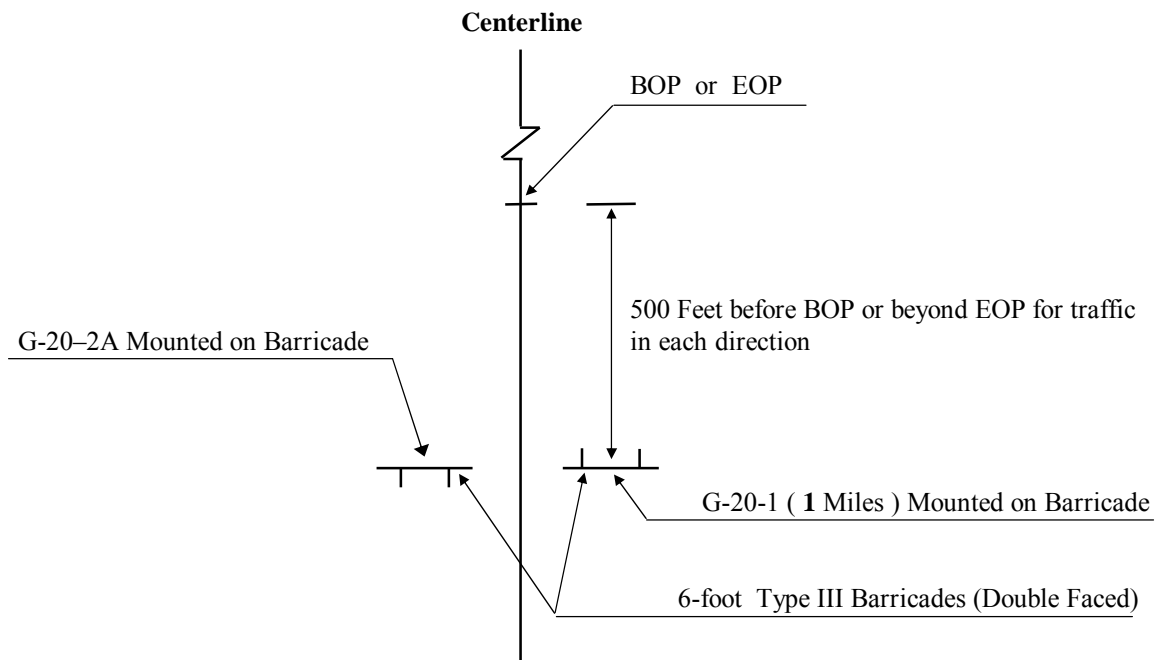 Centerline
BOP or EOP
500 Feet before BOP or beyond EOP for traffic
in each direction
G-20–2A Mounted on Barricade
G-20-1 ( 1 Miles ) Mounted on Barricade
6-foot Type III Barricades (Double Faced)